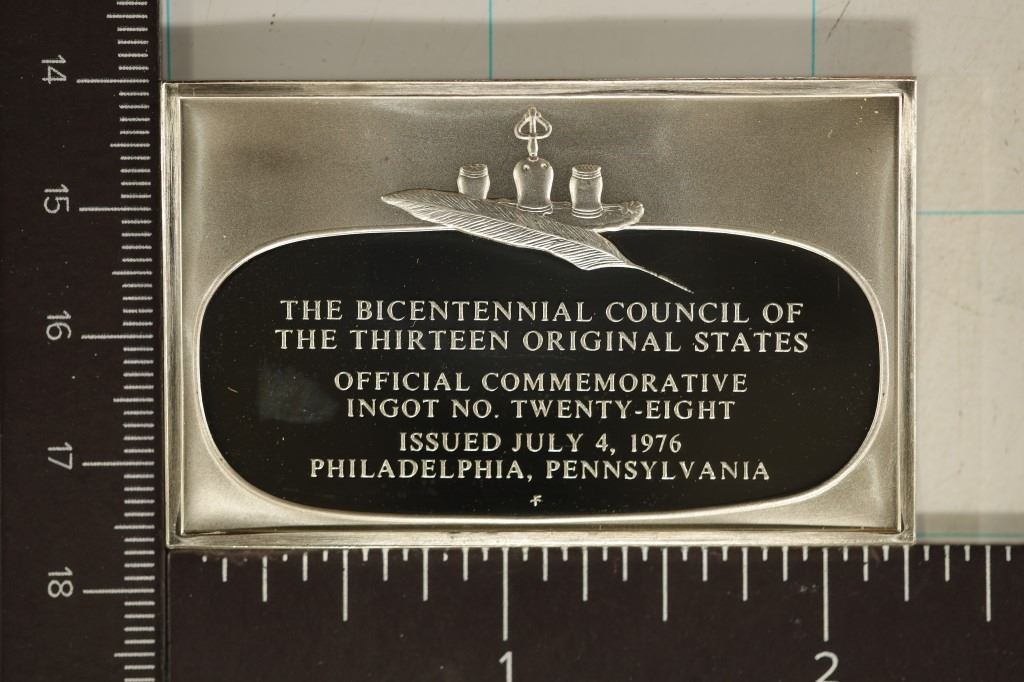 THE BICENTENNIAL COUNCIL OF
THE THIRTEEN ORIGINAL STATES
OFFICIAL COMMEMORATIVE
INGOT NO. TWENTY-EIGHT
ISSUED JULY 4, 1976
PHILADELPHIA, PENNSYLVANIA
F
14
15
16
17
18
1
2